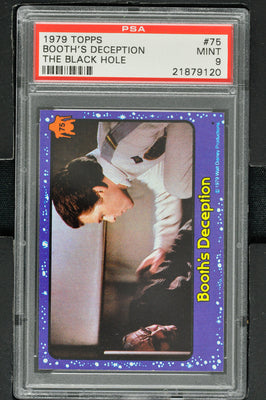 PSA
1979 TOPPS #75
BOOTH'S DECEPTION MINT
THE BLACK HOLE 9
21879120
75
Booth's Deception
©1979 Walt Disney Productions